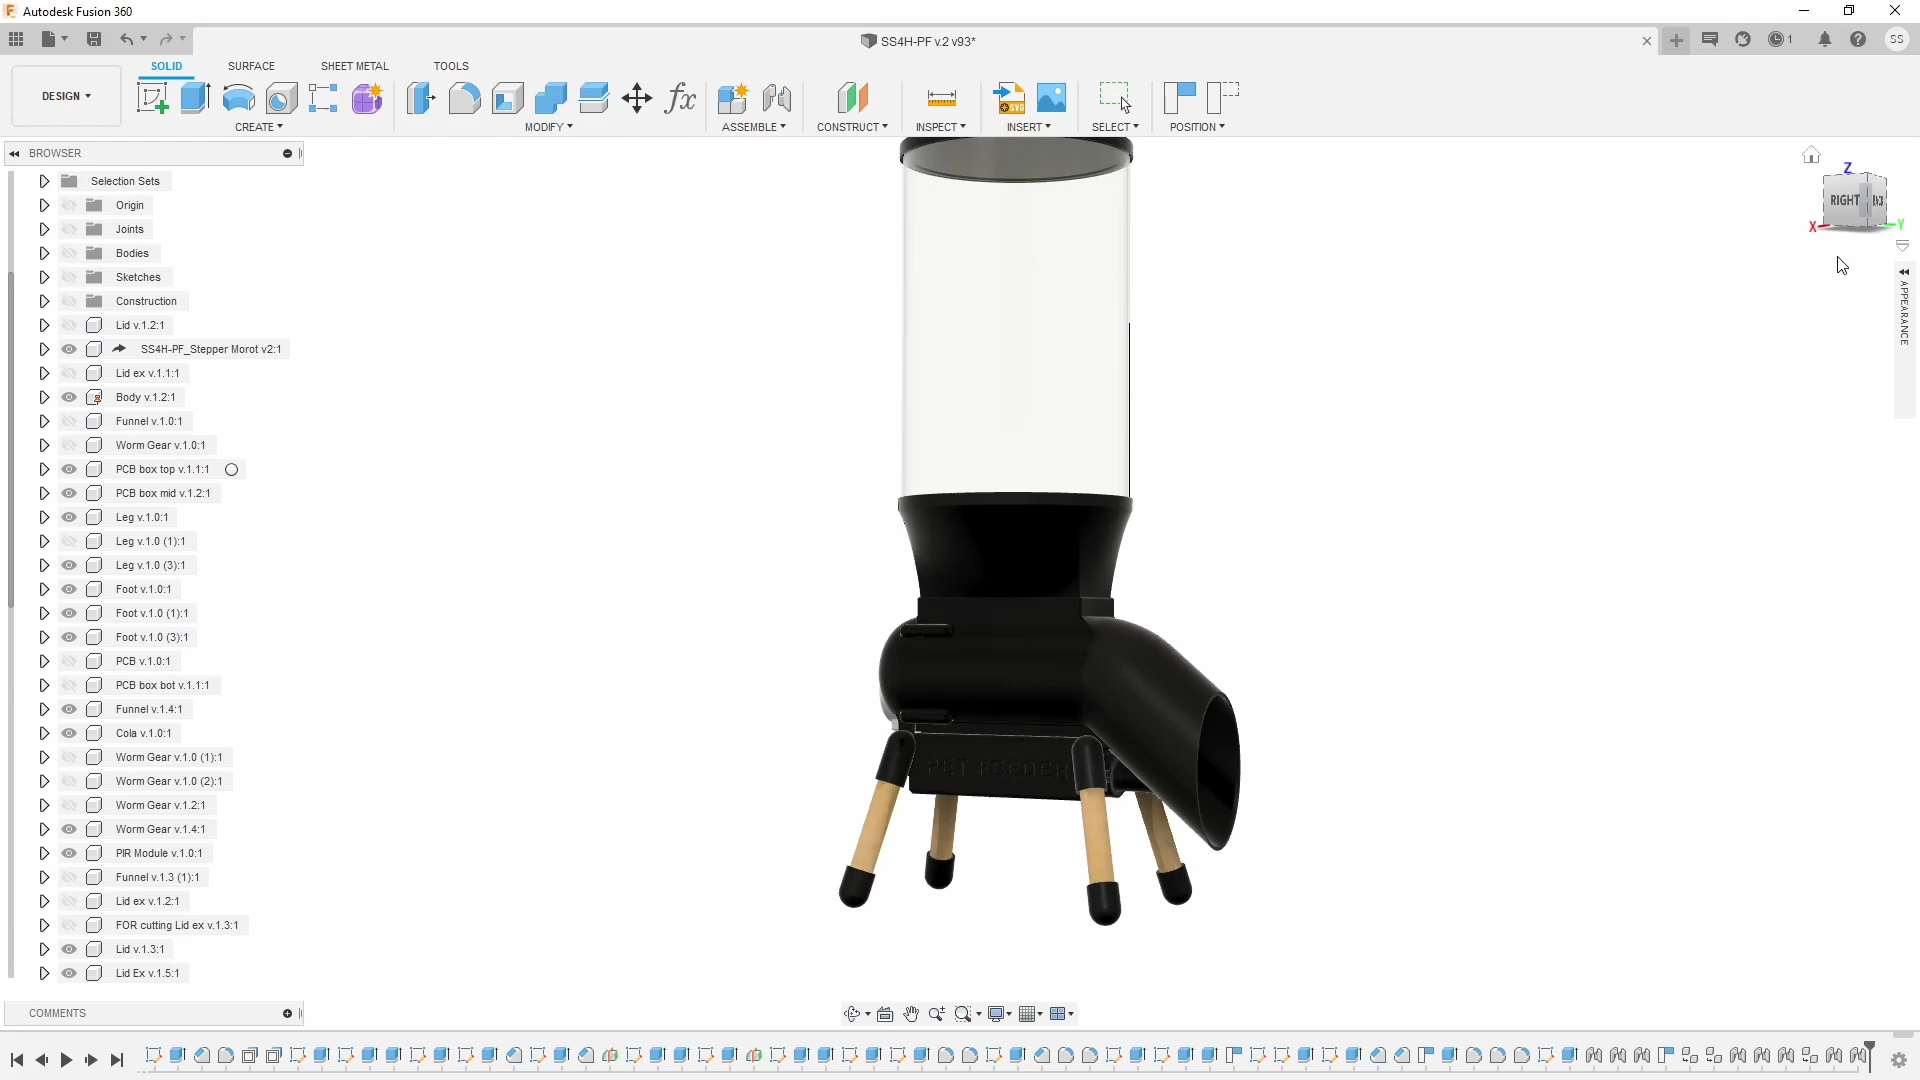 Autodesk Fusion 360
SS4H-PF v.2 v93*
1
SS
DESIGN
SOLID
SURFACE
SHEET METAL
TOOLS
CREATE
MODIFY
ASSEMBLE
CONSTRUCT
INSPECT
INSERT
SELECT
POSITION
fx
SVG
BROWSER
Selection Sets
Origin
Joints
Bodies
Sketches
Construction
Lid v.1.2:1
SS4H-PF_Stepper Morot v2:1
Lid ex v.1.1:1
Body v.1.2:1
Funnel v.1.0:1
Worm Gear v.1.0:1
PCB box top v.1.1:1
PCB box mid v.1.2:1
Leg v.1.0:1
Leg v.1.0 (1):1
Leg v.1.0 (3):1
Foot v.1.0:1
Foot v.1.0 (1):1
Foot v.1.0 (3):1
PCB v.1.0:1
PCB box bot v.1.1:1
Funnel v.1.4:1
Cola v.1.0:1
Worm Gear v.1.0 (1):1
Worm Gear v.1.0 (2):1
Worm Gear v.1.2:1
Worm Gear v.1.4:1
PIR Module v.1.0:1
Funnel v.1.3 (1):1
Lid ex v.1.2:1
FOR cutting Lid ex v.1.3:1
Lid v.1.3:1
Lid Ex v.1.5:1
COMMENTS
PET FEEDER
Z
RIGHT
X
Y
APPEARANCE